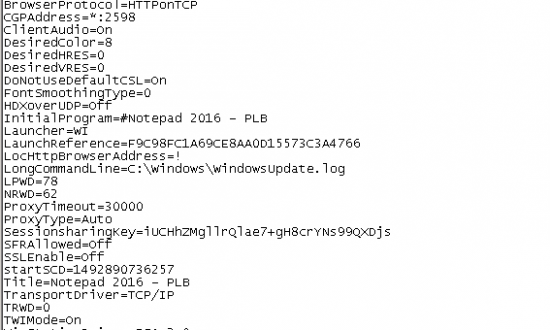 BrowserProtocol=HTTPonTCP
CGPAddress=*:2598
ClientAudio=On
DesiredColor=8
DesiredHRES=0
DesiredVRES=0
DoNotUseDefaultCSL=On
FontSmoothingType=0
HDXoverUDP=Off
InitialProgram=#Notepad 2016 - PLB
Launcher=WI
LaunchReference=F9C98FC1A69CE8AA0D15573C3A4766
LocHttpBrowserAddress=!
LongCommandLine=C:\Windows\WindowsUpdate.log
LPWD=78
NRWD=62
ProxyTimeout=30000
ProxyType=Auto
SessionsharingKey=iUCHhZMgllrQlae7+gH8crYNs99QXDjs
SFRAllowed=Off
SSLEnable=Off
startSCD=1492890736257
Title=Notepad 2016 - PLB
TransportDriver=TCP/IP
TRWD=0
TWIMode=On